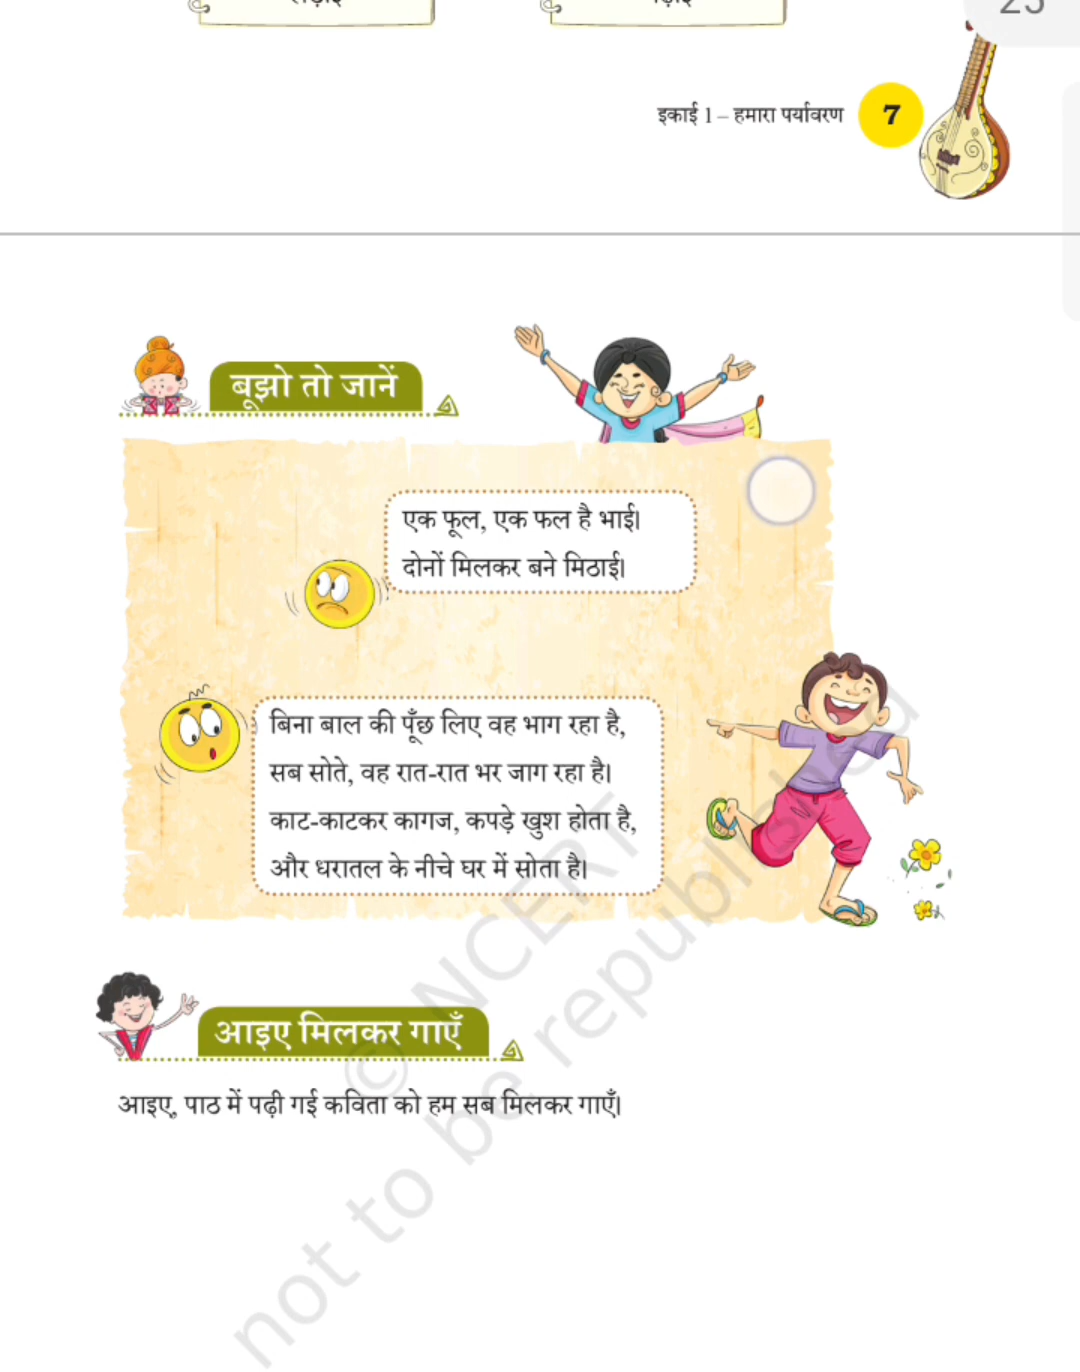 इकाई 1 – हमारा पर्यावरण 7
बूझो तो जानें
एक फूल, एक फल है भाई।
दोनों मिलकर बने मिठाई।
बिना बाल की पूँछ लिए वह भाग रहा है,
सब सोते, वह रात-रात भर जाग रहा है।
काट-काटकर कागज, कपड़े खुश होता है,
और धरातल के नीचे घर में सोता है।
आइए मिलकर गाएँ
आइए, पाठ में पढ़ी गई कविता को हम सब मिलकर गाएँ।
© NCERT
not to be republished